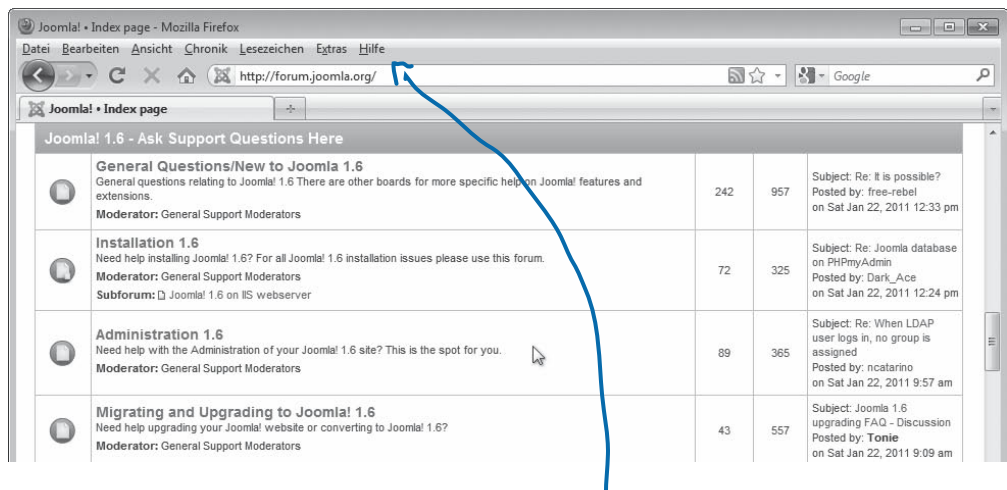 Joomla! • Index page - Mozilla Firefox
Datei Bearbeiten Ansicht Chronik Lesezeichen Extras Hilfe
http://forum.joomla.org/
Google
Joomla! • Index page
Joomla! 1.6 - Ask Support Questions Here
General Questions/New to Joomla 1.6
General questions relating to Joomla! 1.6 There are other boards for more specific help on Joomla! features and
extensions.
Moderator: General Support Moderators
242
957
Subject: Re: It is possible?
Posted by: free-rebel
on Sat Jan 22, 2011 12:33 pm
Installation 1.6
Need help installing Joomla! 1.6? For all Joomla! 1.6 installation issues please use this forum.
Moderator: General Support Moderators
Subforum: Joomla! 1.6 on IIS webserver
72
325
Subject: Re: Joomla database
on PHPmyAdmin
Posted by: Dark_Ace
on Sat Jan 22, 2011 12:24 pm
Administration 1.6
Need help with the Administration of your Joomla! 1.6 site? This is the spot for you.
Moderator: General Support Moderators
89
365
Subject: Re: When LDAP
user logs in, no group is
assigned
Posted by: ncatarino
on Sat Jan 22, 2011 9:57 am
Migrating and Upgrading to Joomla! 1.6
Need help upgrading your Joomla! website or converting to Joomla! 1.6?
Moderator: General Support Moderators
43
557
Subject: Joomla 1.6
upgrading FAQ - Discussion
Posted by: Tonie
on Sat Jan 22, 2011 9:09 am